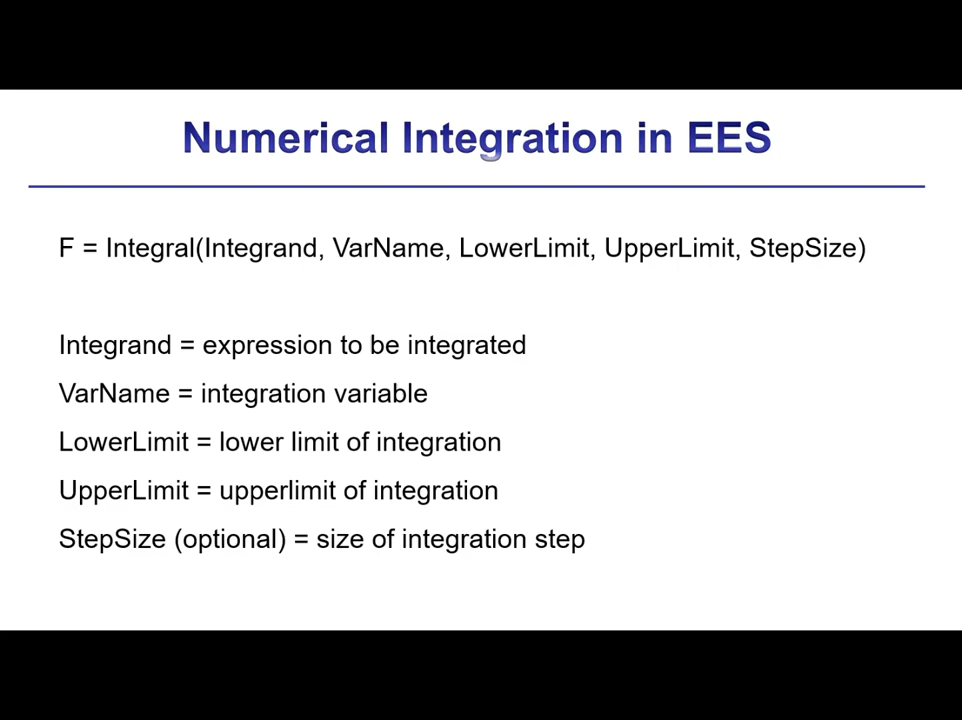 Numerical Integration in EES
F = Integral(Integrand, VarName, LowerLimit, UpperLimit, StepSize)
Integrand = expression to be integrated
VarName = integration variable
LowerLimit = lower limit of integration
UpperLimit = upperlimit of integration
StepSize (optional) = size of integration step